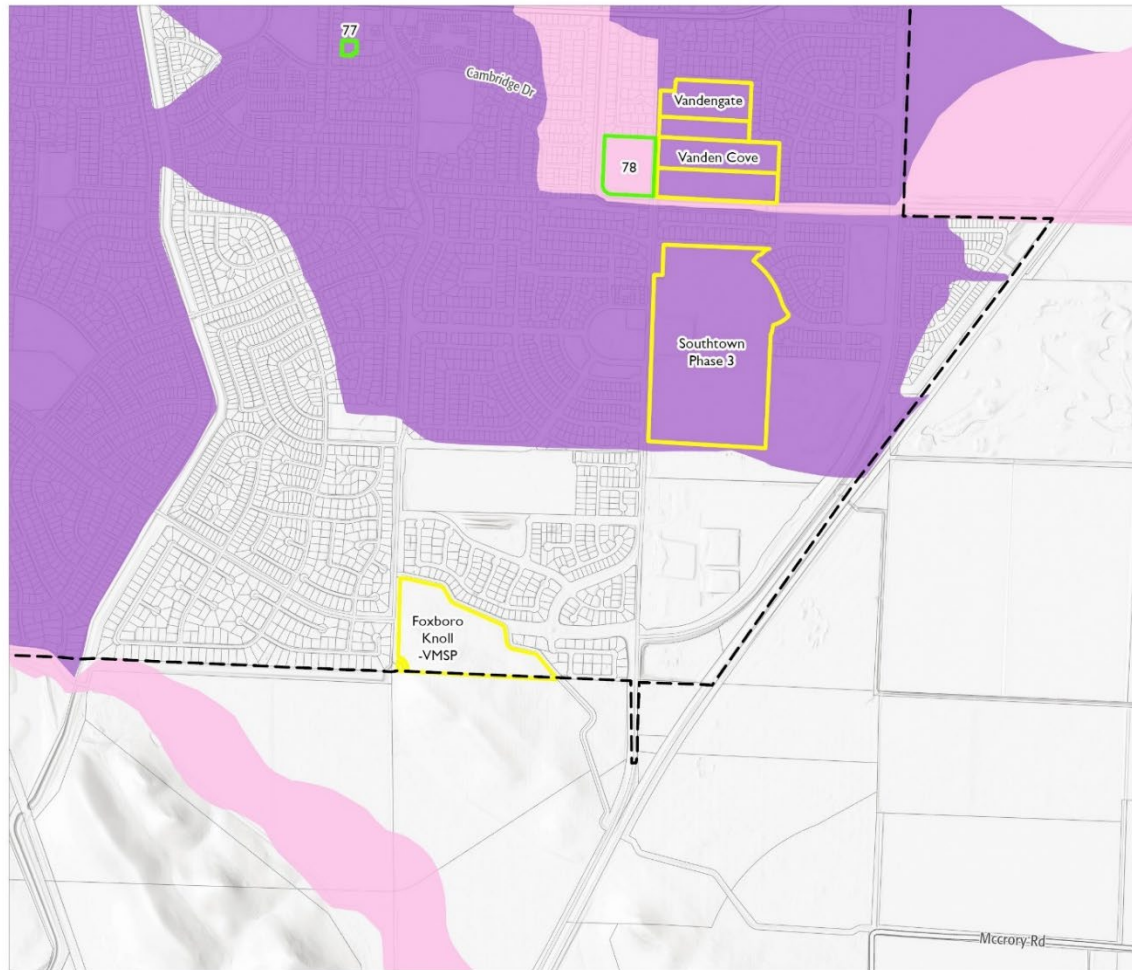 77
Cambridge Dr
Vandengate
Vanden Cove
78
Southtown
Phase 3
Foxboro
Knoll
-VMSP
Mccrory Rd